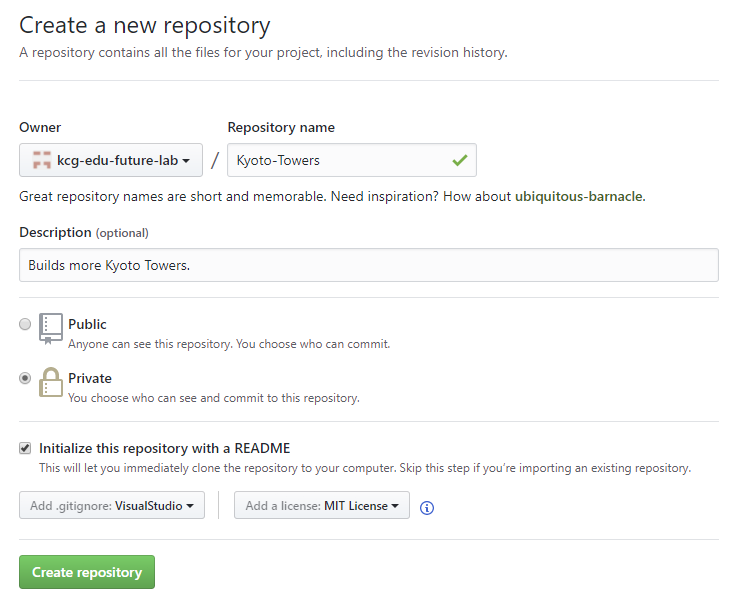 Create a new repository
A repository contains all the files for your project, including the revision history.
Owner
Repository name
kcg-edu-future-lab
/
Kyoto-Towers
Great repository names are short and memorable. Need inspiration? How about ubiquitous-barnacle.
Description (optional)
Builds more Kyoto Towers.
Public
Anyone can see this repository. You choose who can commit.
Private
You choose who can see and commit to this repository.
Initialize this repository with a README
This will let you immediately clone the repository to your computer. Skip this step if you’re importing an existing repository.
Add .gitignore: VisualStudio
Add a license: MIT License
Create repository